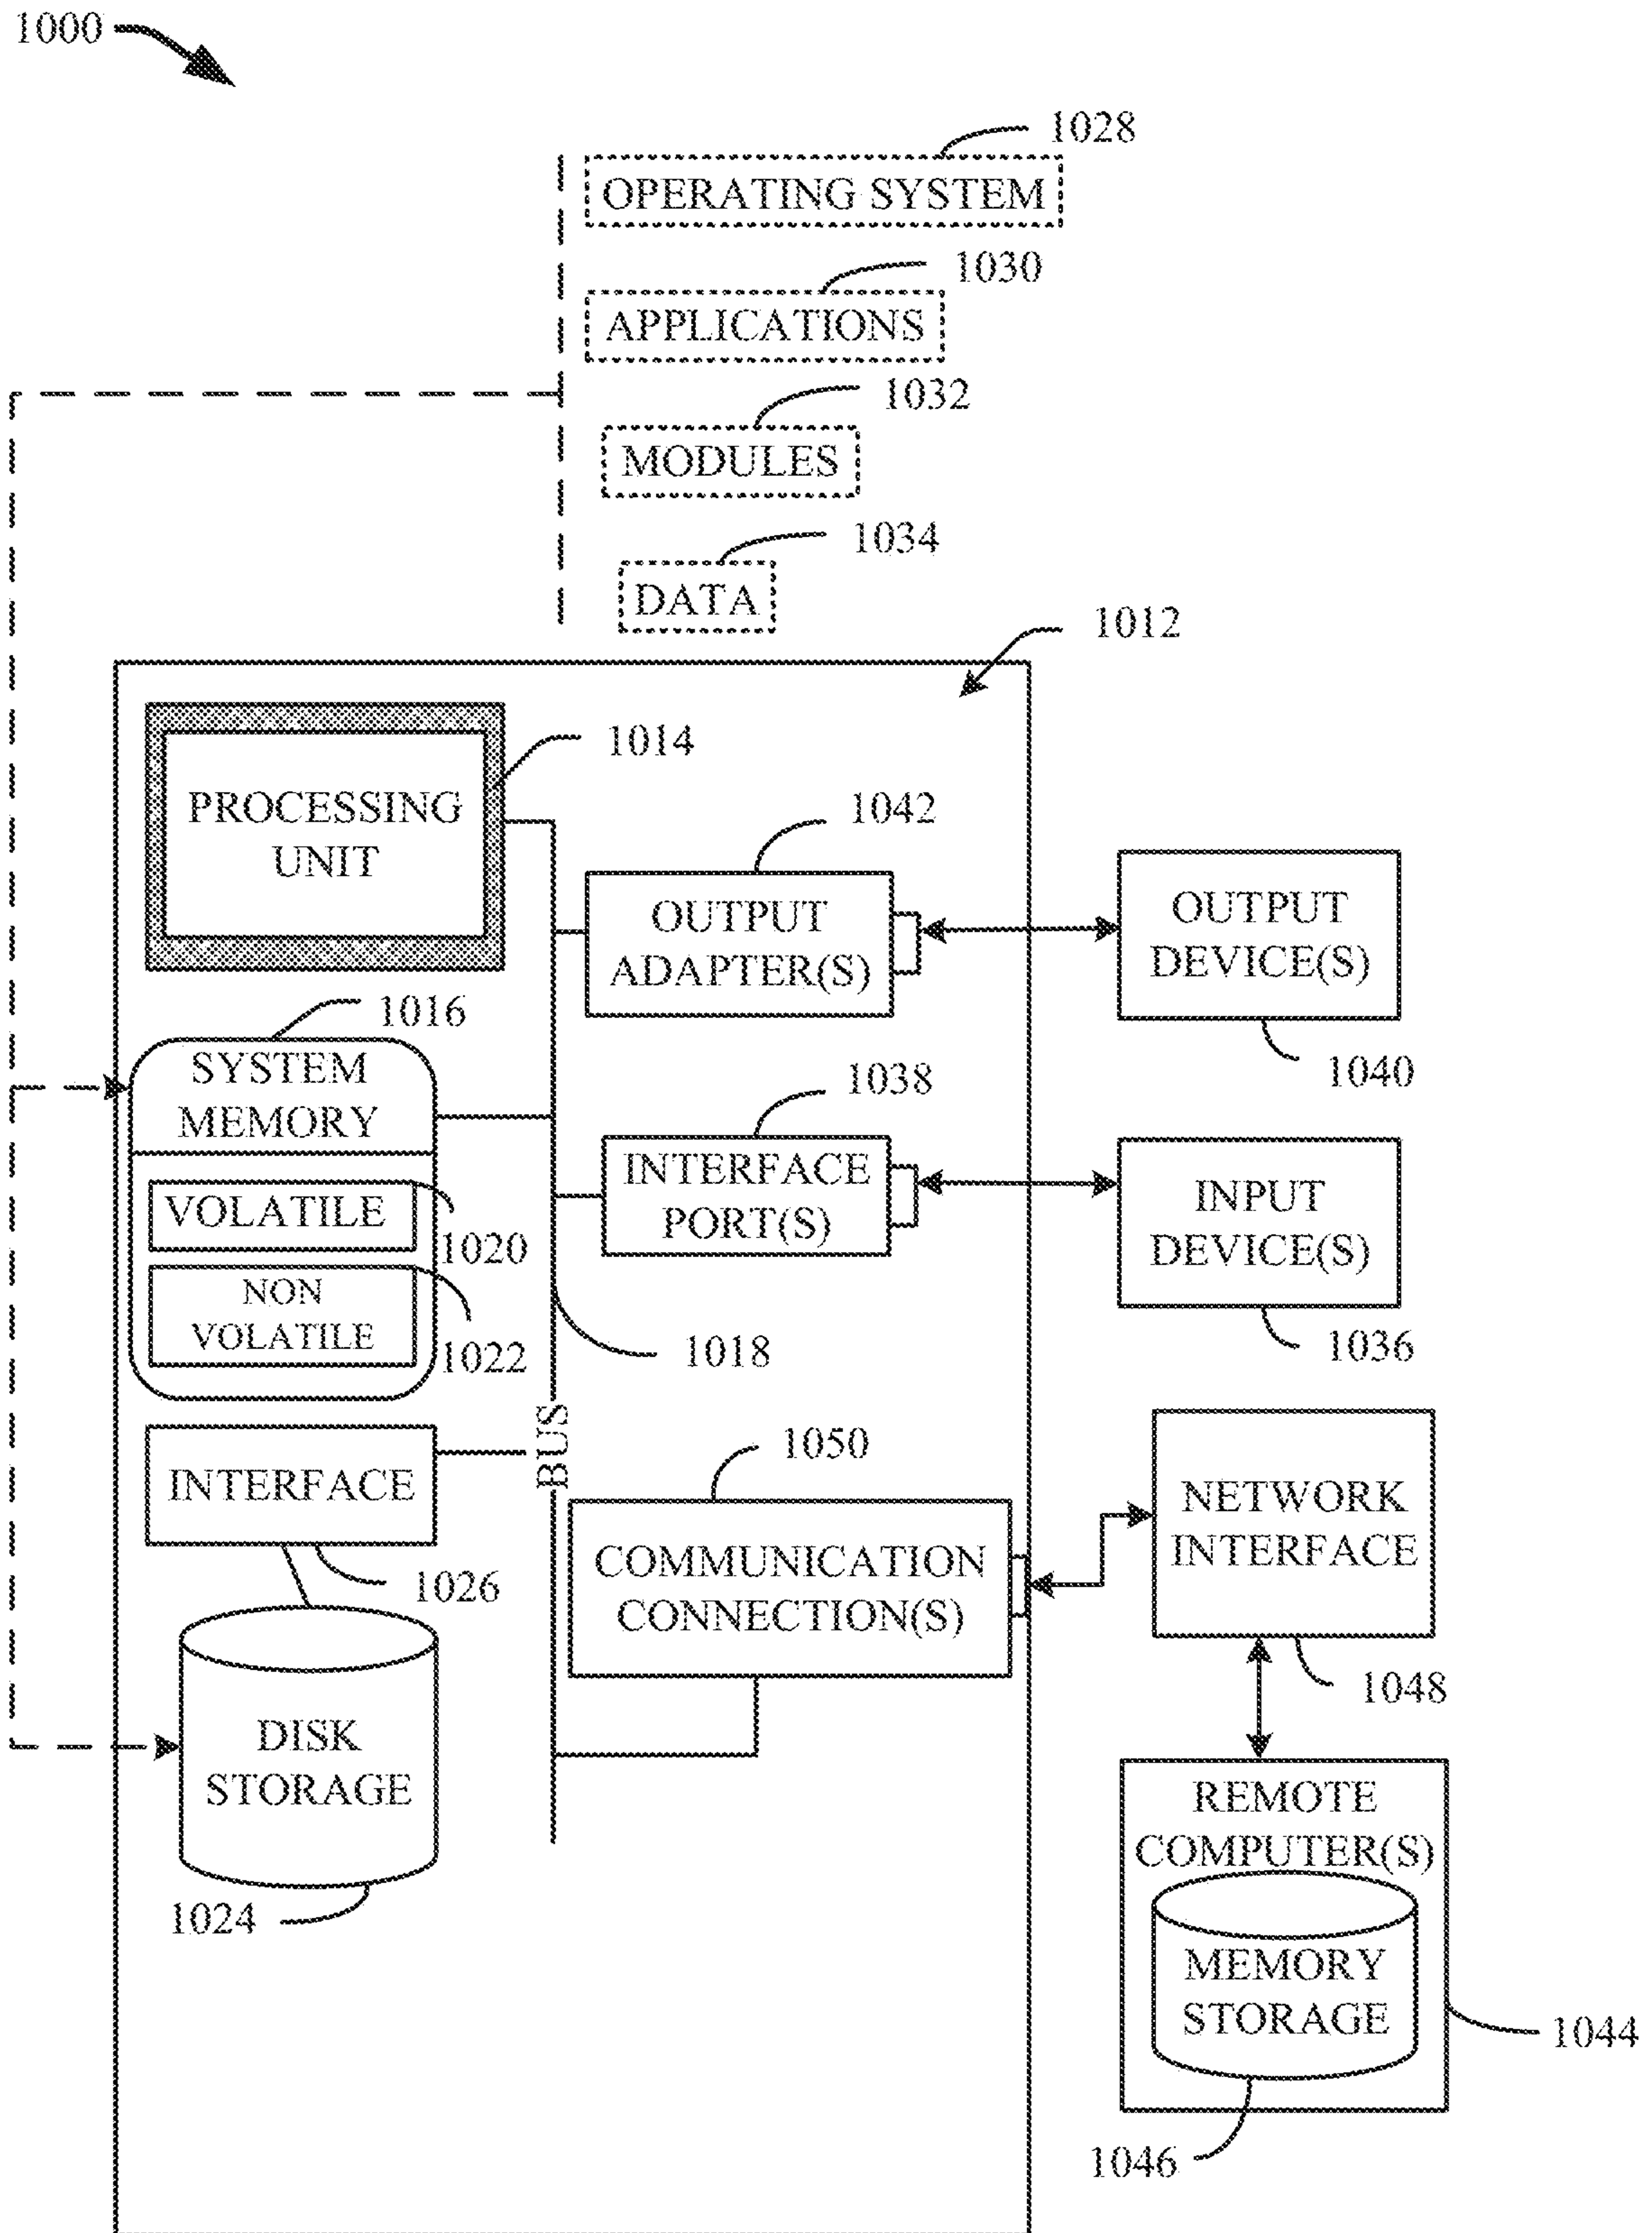 1000
1028
OPERATING SYSTEM
1030
APPLICATIONS
1032
MODULES
1034
DATA
1012
1014
PROCESSING
UNIT
1042
OUTPUT
ADAPTER(S)
OUTPUT
DEVICE(S)
1040
1016
SYSTEM
MEMORY
VOLATILE
1020
NON
VOLATILE
1022
1038
INTERFACE
PORT(S)
INPUT
DEVICE(S)
1036
1018
BUS
INTERFACE
1026
1050
COMMUNICATION
CONNECTION(S)
NETWORK
INTERFACE
1048
DISK
STORAGE
1024
REMOTE
COMPUTER(S)
MEMORY
STORAGE
1044
1046